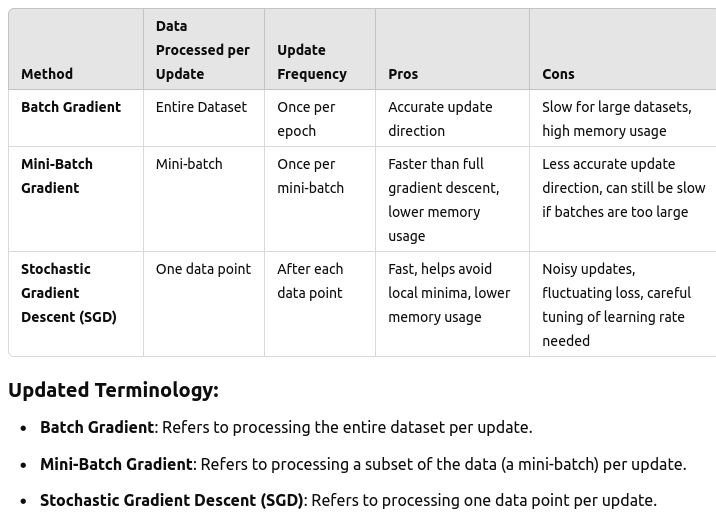 Method
Data
Processed per
Update
Update
Frequency
Pros
Cons
Batch Gradient
Entire Dataset
Once per
epoch
Accurate update
direction
Slow for large datasets,
high memory usage
Mini-Batch
Gradient
Mini-batch
Once per
mini-batch
Faster than full
gradient descent,
lower memory
usage
Less accurate update
direction, can still be slow
if batches are too large
Stochastic
Gradient
Descent (SGD)
One data point
After each
data point
Fast, helps avoid
local minima, lower
memory usage
Noisy updates,
fluctuating loss, careful
tuning of learning rate
needed
Updated Terminology:
• Batch Gradient: Refers to processing the entire dataset per update.
• Mini-Batch Gradient: Refers to processing a subset of the data (a mini-batch) per update.
• Stochastic Gradient Descent (SGD): Refers to processing one data point per update.